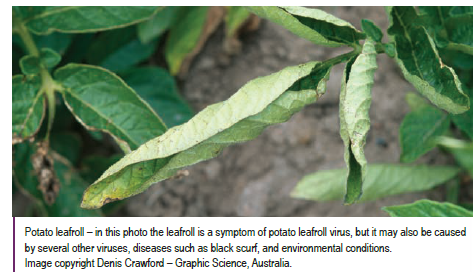 Potato leafroll – in this photo the leafroll is a symptom of potato leafroll virus, but it may also be caused
by several other viruses, diseases such as black scurf, and environmental conditions.
Image copyright Denis Crawford – Graphic Science, Australia.